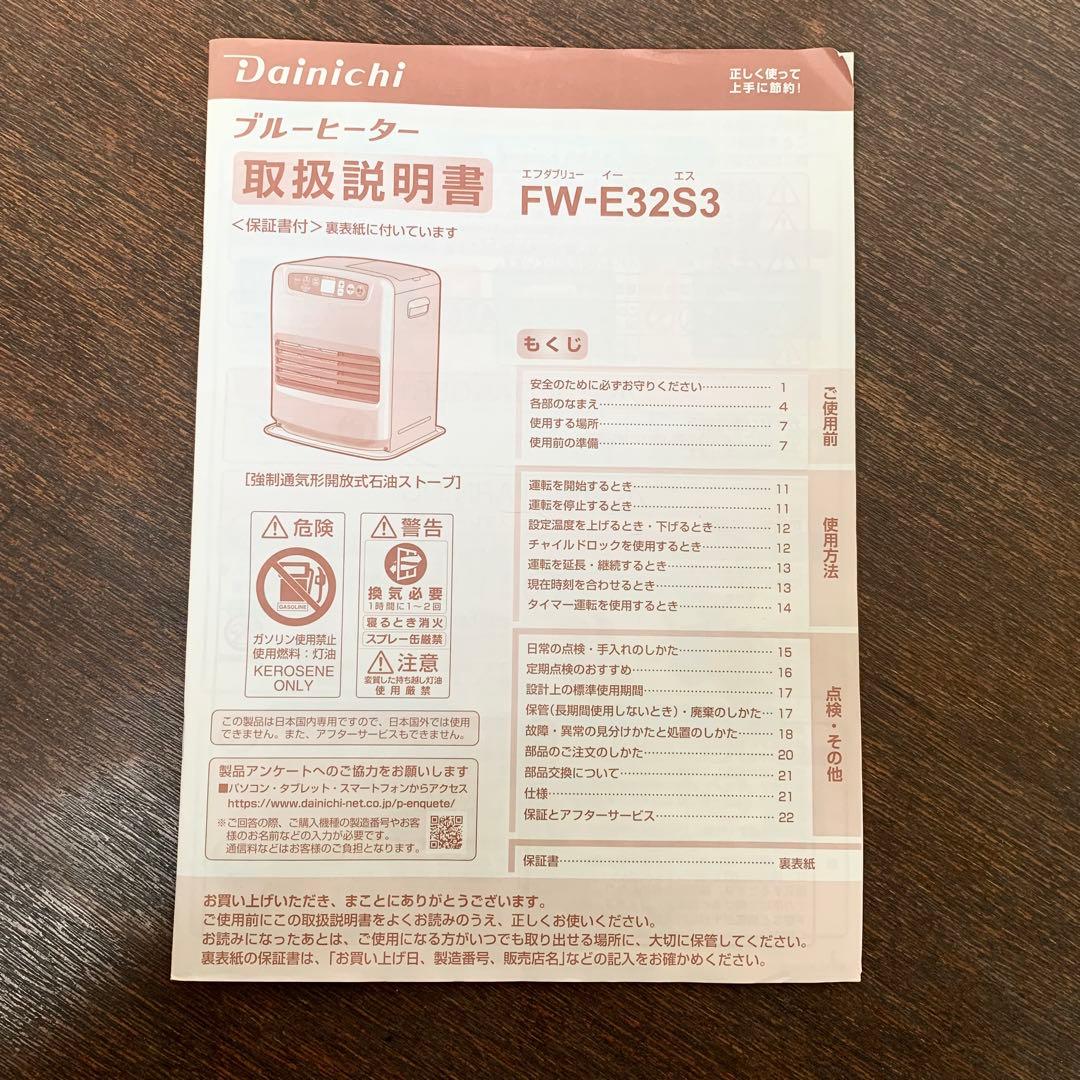 Dainichi
正しく使って
上手に節約!
ブルーヒーター
取扱説明書
エフダブリュー イー エス
FW-E32S3
<保証書付>裏表紙に付いています
[強制通気形開放式石油ストーブ]
危険
GASOLINE
ガソリン使用禁止
使用燃料:灯油
KEROSENE
ONLY
警告
換気必要
1時間に1~2回
寝るとき消火
スプレー缶厳禁
注意
変質した持ち越し灯油
使用厳禁
この製品は日本国内専用ですので、日本国外では使用
できません。また、アフターサービスもできません。
製品アンケートへのご協力をお願いします
■パソコン・タブレット・スマートフォンからアクセス
https://www.dainichi-net.co.jp/p-enquete/
※ご回答の際、ご購入機種の製造番号やお客
様のお名前などの入力が必要です。
通信料などはお客様のご負担となります。
もくじ
ご使用前
安全のために必ずお守りください………………1
各部のなまえ………………4
使用する場所………………7
使用前の準備………………7
使用方法
運転を開始するとき………………11
運転を停止するとき………………11
設定温度を上げるとき・下げるとき………………12
チャイルドロックを使用するとき………………12
運転を延長・継続するとき………………13
現在時刻を合わせるとき………………13
タイマー運転を使用するとき………………14
点検・その他
日常の点検・手入れのしかた………………15
定期点検のおすすめ………………16
設計上の標準使用期間………………17
保管(長期間使用しないとき)・廃棄のしかた…17
故障・異常の見分けかたと処置のしかた………18
部品のご注文のしかた………………20
部品交換について………………21
仕様………………21
保証とアフターサービス………………22
保証書………………裏表紙
お買い上げいただき、まことにありがとうございます。
ご使用前にこの取扱説明書をよくお読みのうえ、正しくお使いください。
お読みになったあとは、ご使用になる方がいつでも取り出せる場所に、大切に保管してください。
裏表紙の保証書は、「お買い上げ日、製造番号、販売店名」などの記入をお確かめください。